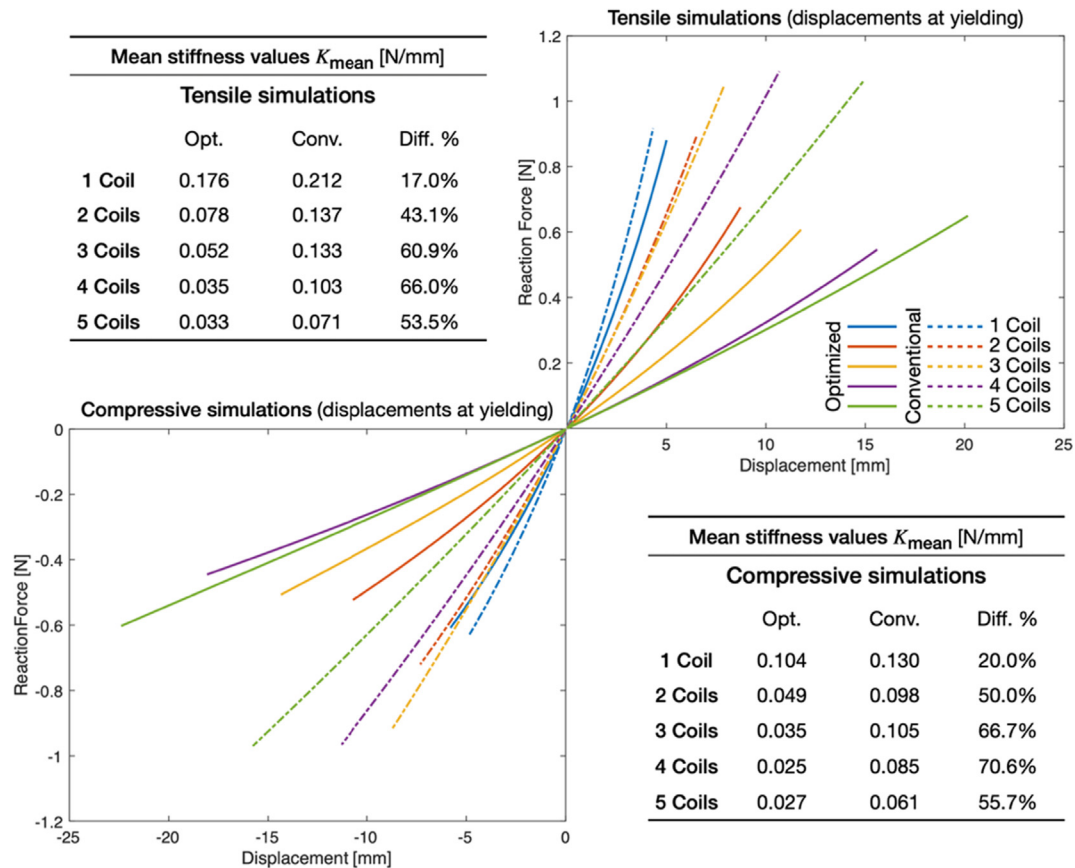 Tensile simulations (displacements at yielding)
Mean stiffness values Kmean [N/mm]
Tensile simulations
Opt. Conv. Diff. %
1 Coil 0.176 0.212 17.0%
2 Coils 0.078 0.137 43.1%
3 Coils 0.052 0.133 60.9%
4 Coils 0.035 0.103 66.0%
5 Coils 0.033 0.071 53.5%
1.2
1
0.8
0.6
0.4
0.2
Reaction Force [N]
Optimized
Conventional
1 Coil
2 Coils
3 Coils
4 Coils
5 Coils
5 10 15 20 25
Displacement [mm]
Compressive simulations (displacements at yielding)
0
-0.2
-0.4
-0.6
-0.8
-1
-1.2
ReactionForce [N]
-25 -20 -15 -10 -5 0
Displacement [mm]
Mean stiffness values Kmean [N/mm]
Compressive simulations
Opt. Conv. Diff. %
1 Coil 0.104 0.130 20.0%
2 Coils 0.049 0.098 50.0%
3 Coils 0.035 0.105 66.7%
4 Coils 0.025 0.085 70.6%
5 Coils 0.027 0.061 55.7%